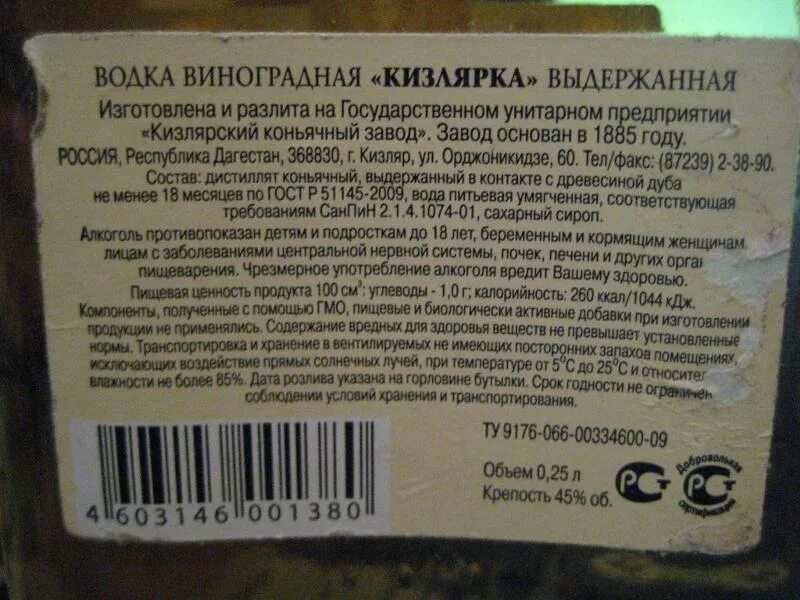 ВОДКА ВИНОГРАДНАЯ «КИЗЛЯРКА» ВЫДЕРЖАННАЯ
Изготовлена и разлита на Государственном унитарном предприятии
«Кизлярский коньячный завод». Завод основан в 1885 году.
РОССИЯ, Республика Дагестан, 368830, г. Кизляр, ул. Орджоникидзе, 60. Тел/факс: (87239) 2-38-90.
Состав: дистиллят коньячный, выдержанный в контакте с древесиной дуба
не менее 18 месяцев по ГОСТ Р 51145-2009, вода питьевая умягченная, соответствующая
требованиям СанПиН 2.1.4.1074-01, сахарный сироп.
Алкоголь противопоказан детям и подросткам до 18 лет, беременным и кормящим женщинам,
лицам с заболеваниями центральной нервной системы, почек, печени и других
пищеварения. Чрезмерное употребление алкоголя вредит Вашему здоровью.
Пищевая ценность продукта 100 см³: углеводы - 1,0 г; калорийность: 260 ккал/1044 кДж.
Компоненты, полученные с помощью ГМО, пищевые и биологически активные добавки при изготовлении
продукции не применялись. Содержание вредных для здоровья веществ не превышает установленные
нормы. Транспортировка и хранение в вентилируемых не имеющих посторонних запахов помещениях,
исключающих воздействие прямых солнечных лучей, при температуре от 5°С до 25°С и
влажности не более 85%. Дата розлива указана на горловине бутылки. Срок годности не
соблюдении условий хранения и транспортирования.
ТУ 9176-066-00334600-09
Объем 0,25 л
Крепость 45% об.
РСТ
Добровольная
РСТ
сертификация
4 603146 001380